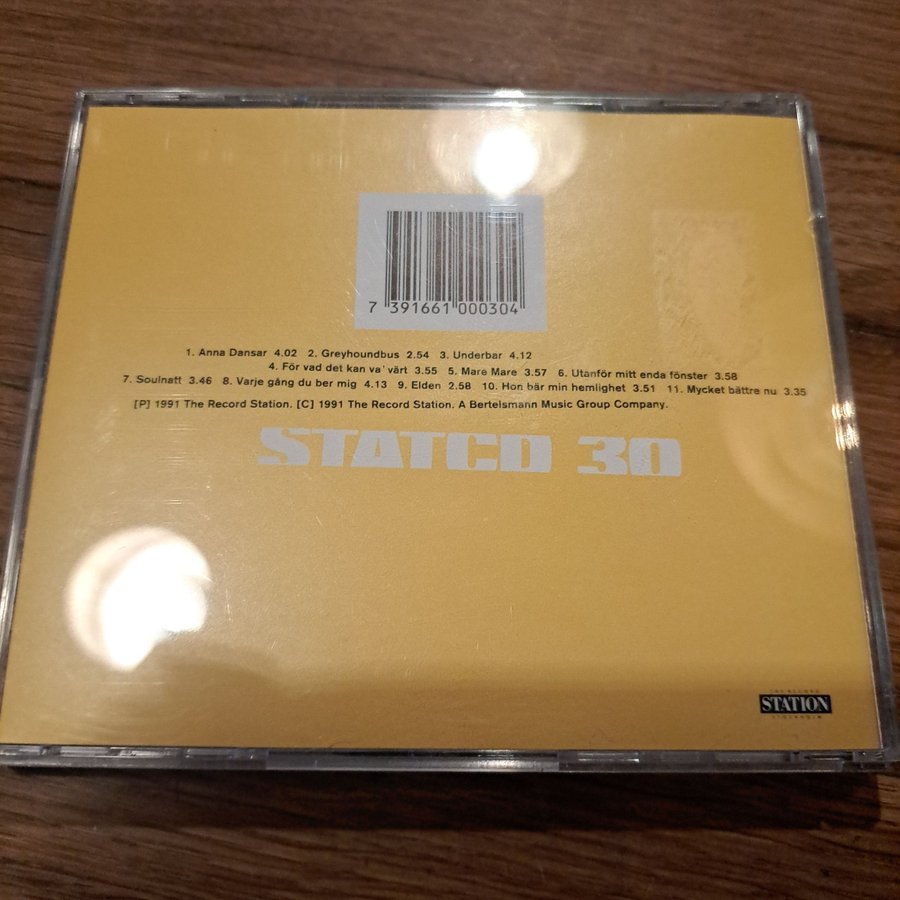 7 391661 000304
1. Anna Dansar 4.02 2. Greyhoundbus 2.54 3. Underbar 4.12
4. För vad det kan va'värt 3.55 5. Mare Mare 3.57 6. Utanför mitt enda fönster 3.58
7. Soulnatt 3.46 8. Varje gång du ber mig 4.13 9. Elden 2.58 10. Hon bär min hemlighet 3.51 11. Mycket bättre nu 3.35
[P] 1991 The Record Station. [C] 1991 The Record Station. A Bertelsmann Music Group Company.
STATCD 30
THE RECORD
STATION
STOCKHOLM